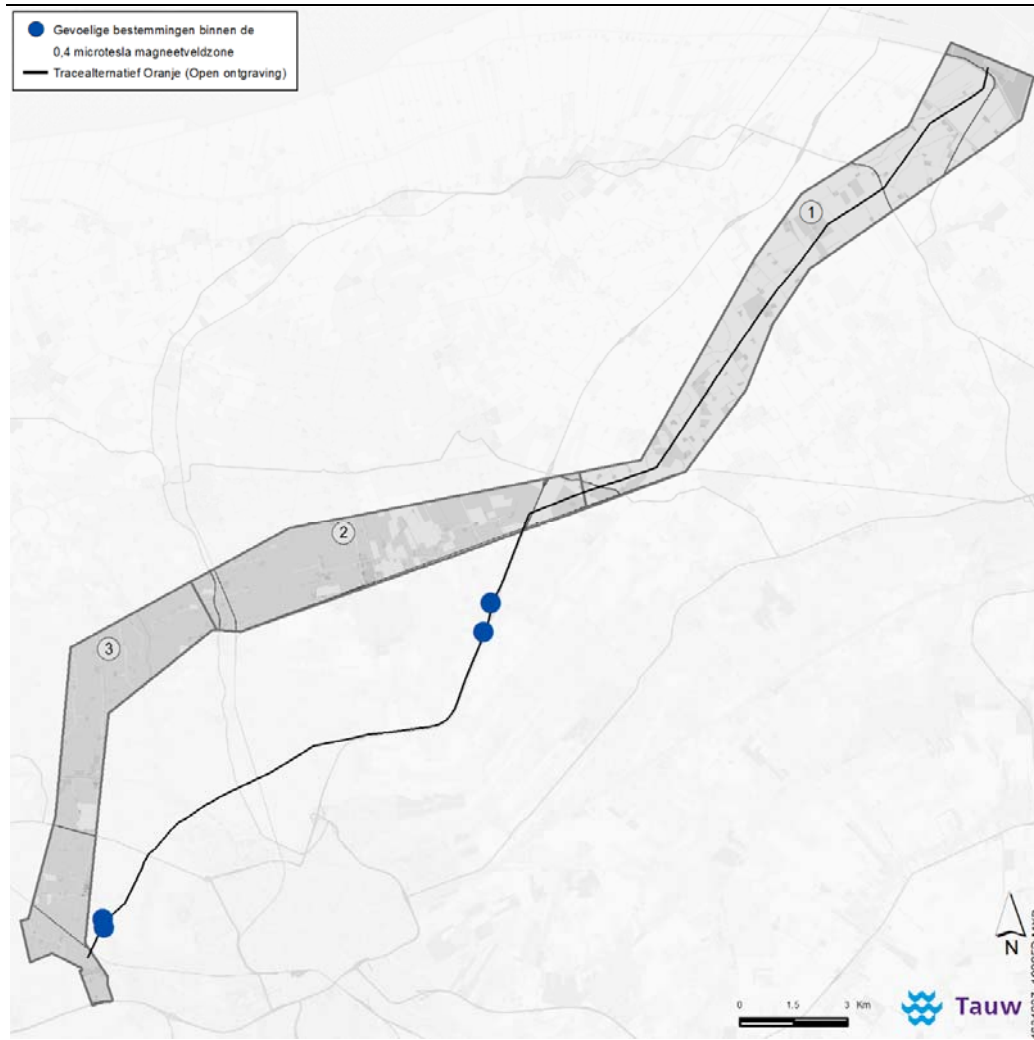 Gevoelige bestemmingen binnen de
0,4 microtesla magneetveldzone
Tracealternatief Oranje (Open ontgraving)
1
2
3
N
0 1.5 3 Km
Tauw